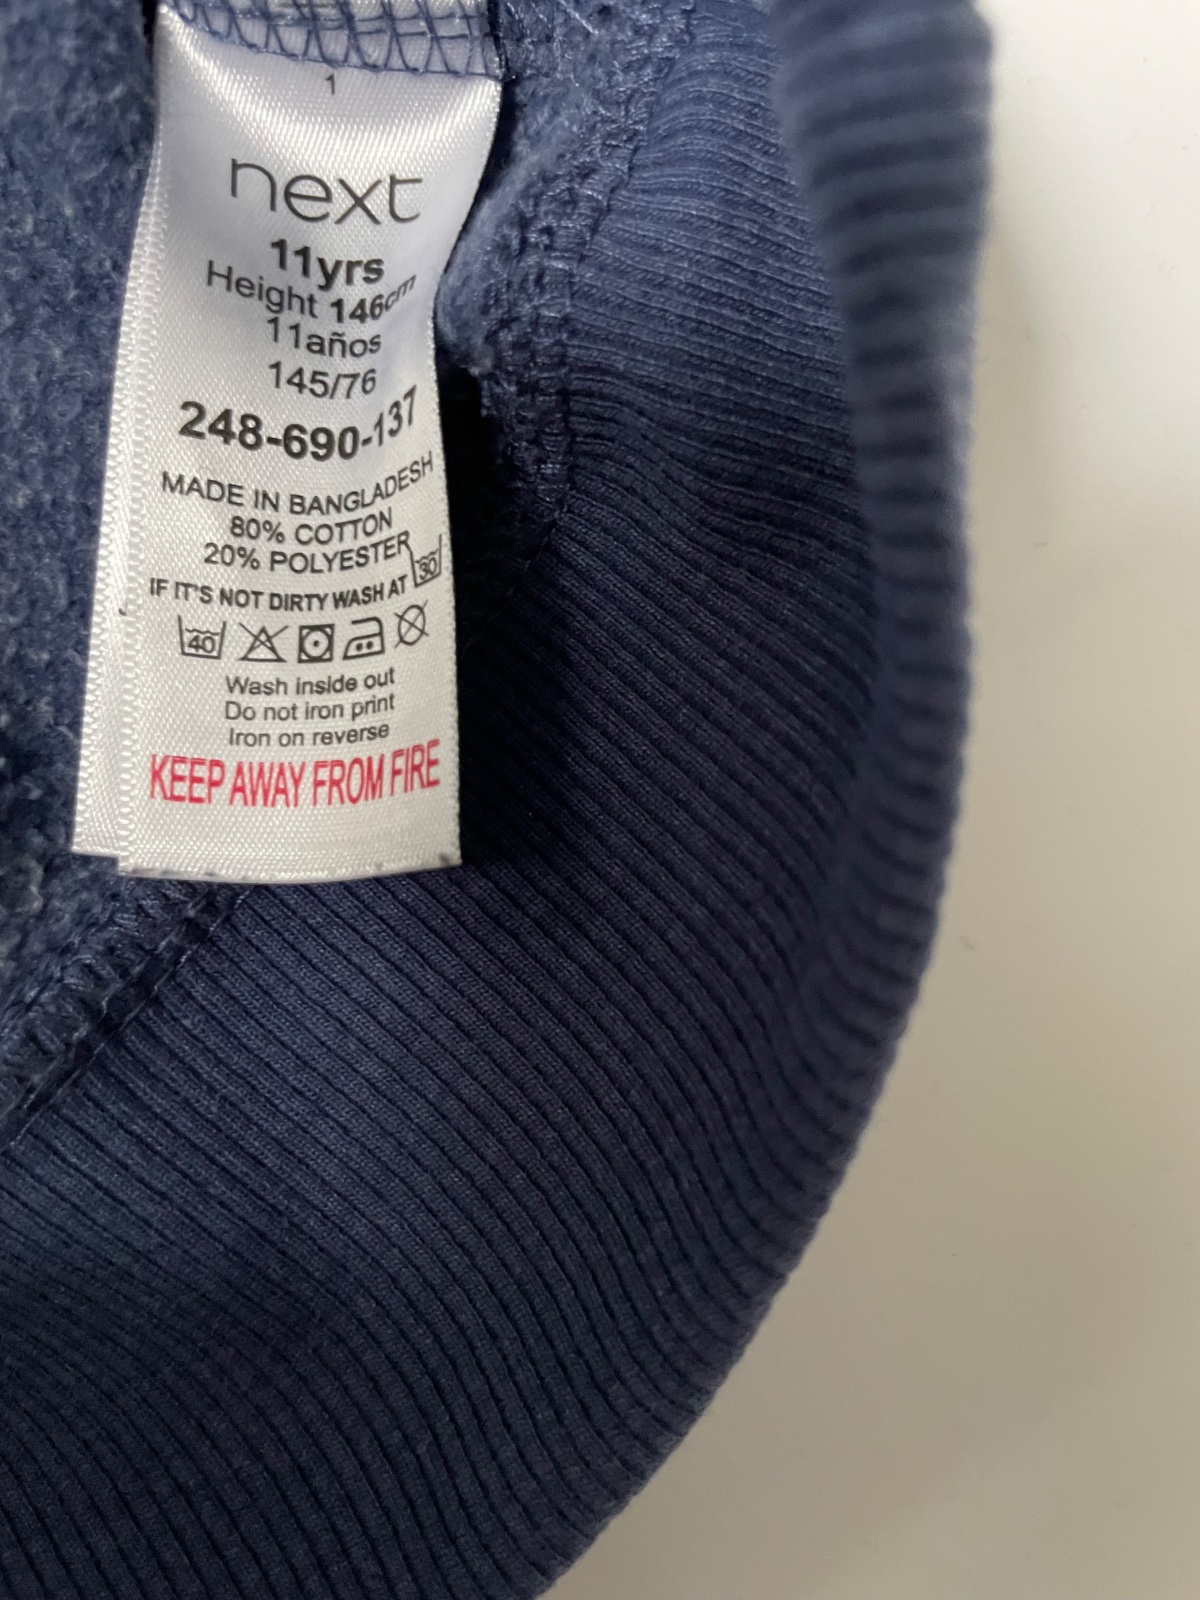 1
next
11yrs
Height 146cm
11años
145/76
248-690-137
MADE IN BANGLADESH
80% COTTON
20% POLYESTER
IF IT'S NOT DIRTY WASH AT 30
40
Wash inside out
Do not iron print
Iron on reverse
KEEP AWAY FROM FIRE